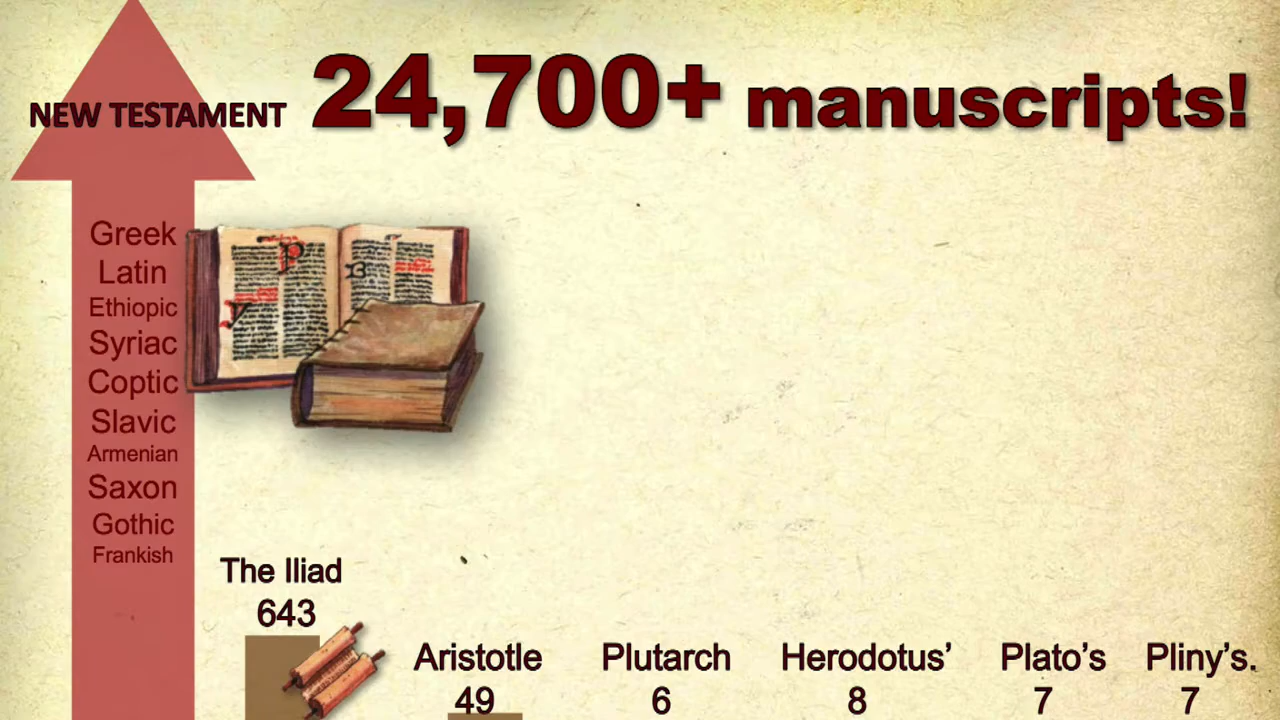 NEW TESTAMENT 24,700+ manuscripts!
Greek
Latin
Ethiopic
Syriac
Coptic
Slavic
Armenian
Saxon
Gothic
Frankish
The Iliad
643
Aristotle
49
Plutarch
6
Herodotus’
8
Plato’s
7
Pliny’s.
7